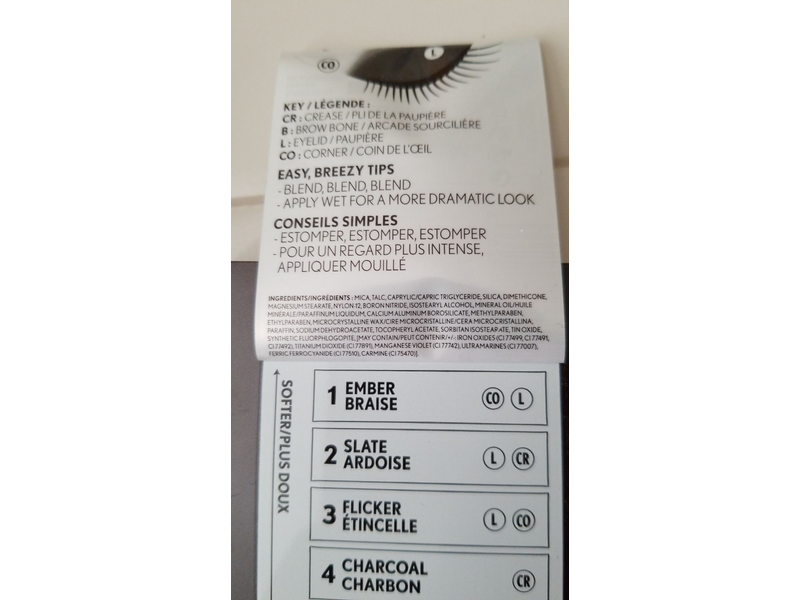 CO L
KEY / LÉGENDE :
CR : CREASE / PLI DE LA PAUPIÈRE
B : BROW BONE / ARCADE SOURCILIÈRE
L : EYELID / PAUPIÈRE
CO : CORNER / COIN DE L'ŒIL
EASY, BREEZY TIPS
- BLEND, BLEND, BLEND
- APPLY WET FOR A MORE DRAMATIC LOOK
CONSEILS SIMPLES
- ESTOMPER, ESTOMPER, ESTOMPER
- POUR UN REGARD PLUS INTENSE,
APPLIQUER MOUILLÉ
INGREDIENTS/INGRÉDIENTS : MICA, TALC, CAPRYLIC/CAPRIC TRIGLYCERIDE, SILICA, DIMETHICONE,
MAGNESIUM STEARATE, NYLON-12, BORON NITRIDE, ISOSTEARYL ALCOHOL, MINERAL OIL/HUILE
MINÉRALE/PARAFFINUM LIQUIDUM, CALCIUM ALUMINUM BOROSILICATE, METHYLPARABEN,
ETHYLPARABEN, MICROCRYSTALLINE WAX/CIRE MICROCRISTALLINE/CERA MICROCRISTALLINA,
PARAFFIN, SODIUM DEHYDROACETATE, TOCOPHERYL ACETATE, SORBITAN ISOSTEARATE, TIN OXIDE,
SYNTHETIC FLUORPHLOGOPITE, [MAY CONTAIN/PEUT CONTENIR/+/-: IRON OXIDES (CI 77499, CI 77491,
CI 77492), TITANIUM DIOXIDE (CI 77891), MANGANESE VIOLET (CI 77742), ULTRAMARINES (CI 77007),
FERRIC FERROCYANIDE (CI 77510), CARMINE (CI 75470)]
SOFTER/PLUS DOUX
1 EMBER
BRAISE CO L
2 SLATE
ARDOISE L CR
3 FLICKER
ÉTINCELLE L CO
4 CHARCOAL
CHARBON CR